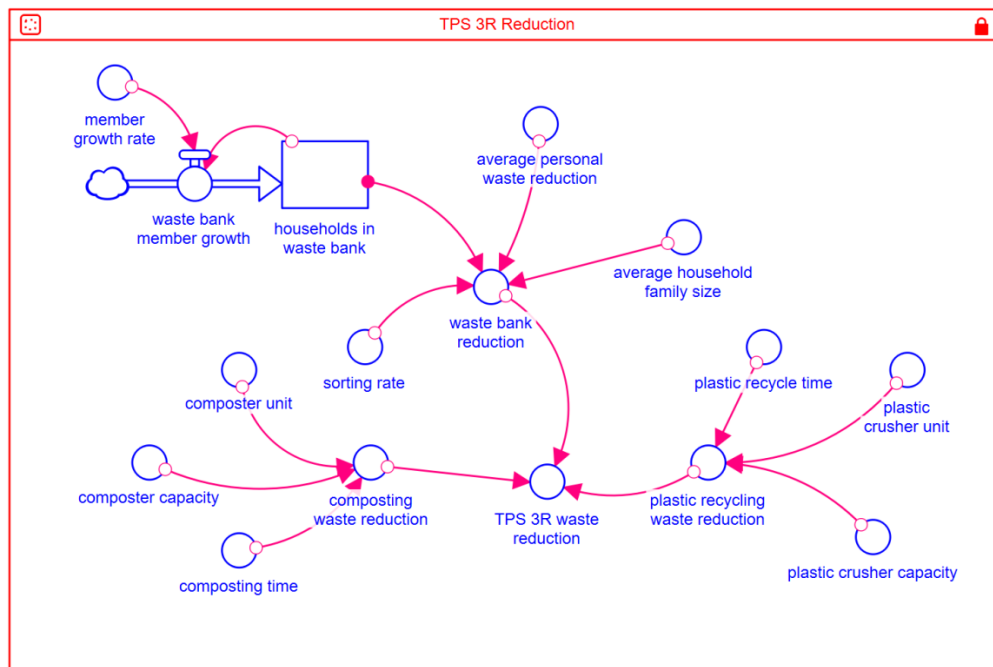 TPS 3R Reduction
member
growth rate
waste bank
member growth
households in
waste bank
average personal
waste reduction
average household
family size
waste bank
reduction
sorting rate
composter unit
plastic recycle time
plastic
crusher unit
composter capacity
composting
waste reduction
TPS 3R waste
reduction
plastic recycling
waste reduction
composting time
plastic crusher capacity